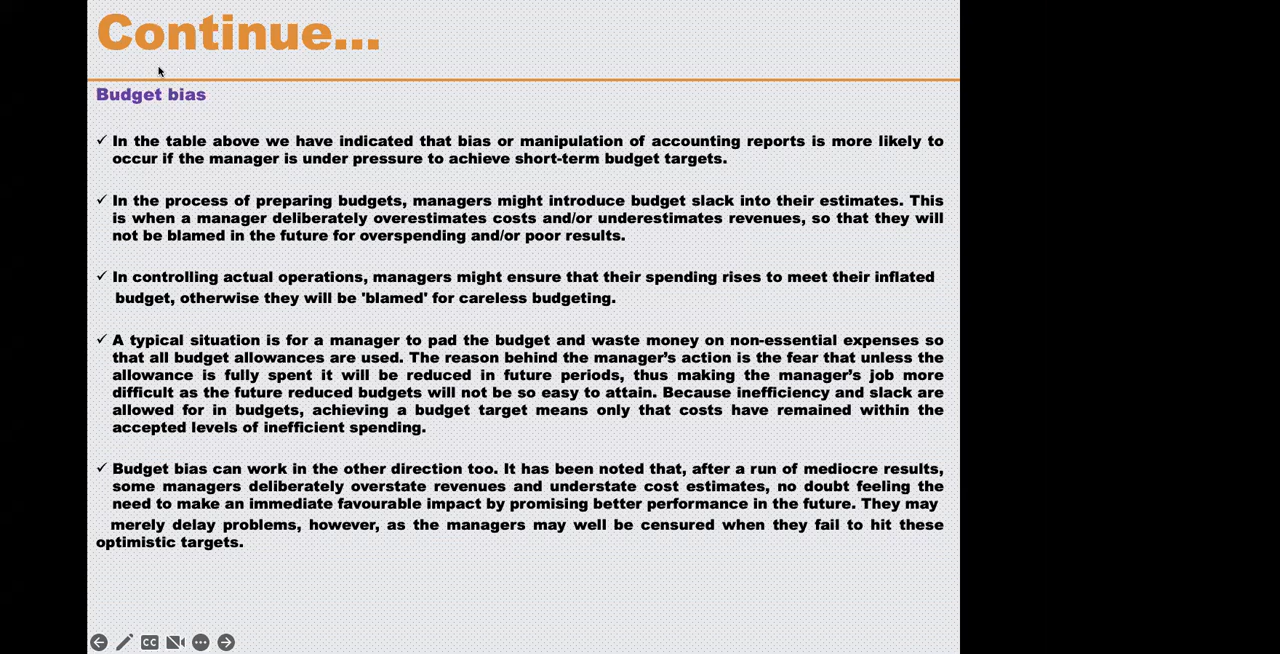 Continue...
Budget bias
✓ In the table above we have indicated that bias or manipulation of accounting reports is more likely to
occur if the manager is under pressure to achieve short-term budget targets.
✓ In the process of preparing budgets, managers might introduce budget slack into their estimates. This
is when a manager deliberately overestimates costs and/or underestimates revenues, so that they will
not be blamed in the future for overspending and/or poor results.
✓ In controlling actual operations, managers might ensure that their spending rises to meet their inflated
budget, otherwise they will be 'blamed' for careless budgeting.
✓ A typical situation is for a manager to pad the budget and waste money on non-essential expenses so
that all budget allowances are used. The reason behind the manager’s action is the fear that unless the
allowance is fully spent it will be reduced in future periods, thus making the manager’s job more
difficult as the future reduced budgets will not be so easy to attain. Because inefficiency and slack are
allowed for in budgets, achieving a budget target means only that costs have remained within the
accepted levels of inefficient spending.
✓ Budget bias can work in the other direction too. It has been noted that, after a run of mediocre results,
some managers deliberately overstate revenues and understate cost estimates, no doubt feeling the
need to make an immediate favourable impact by promising better performance in the future. They may
merely delay problems, however, as the managers may well be censured when they fail to hit these
optimistic targets.
CC